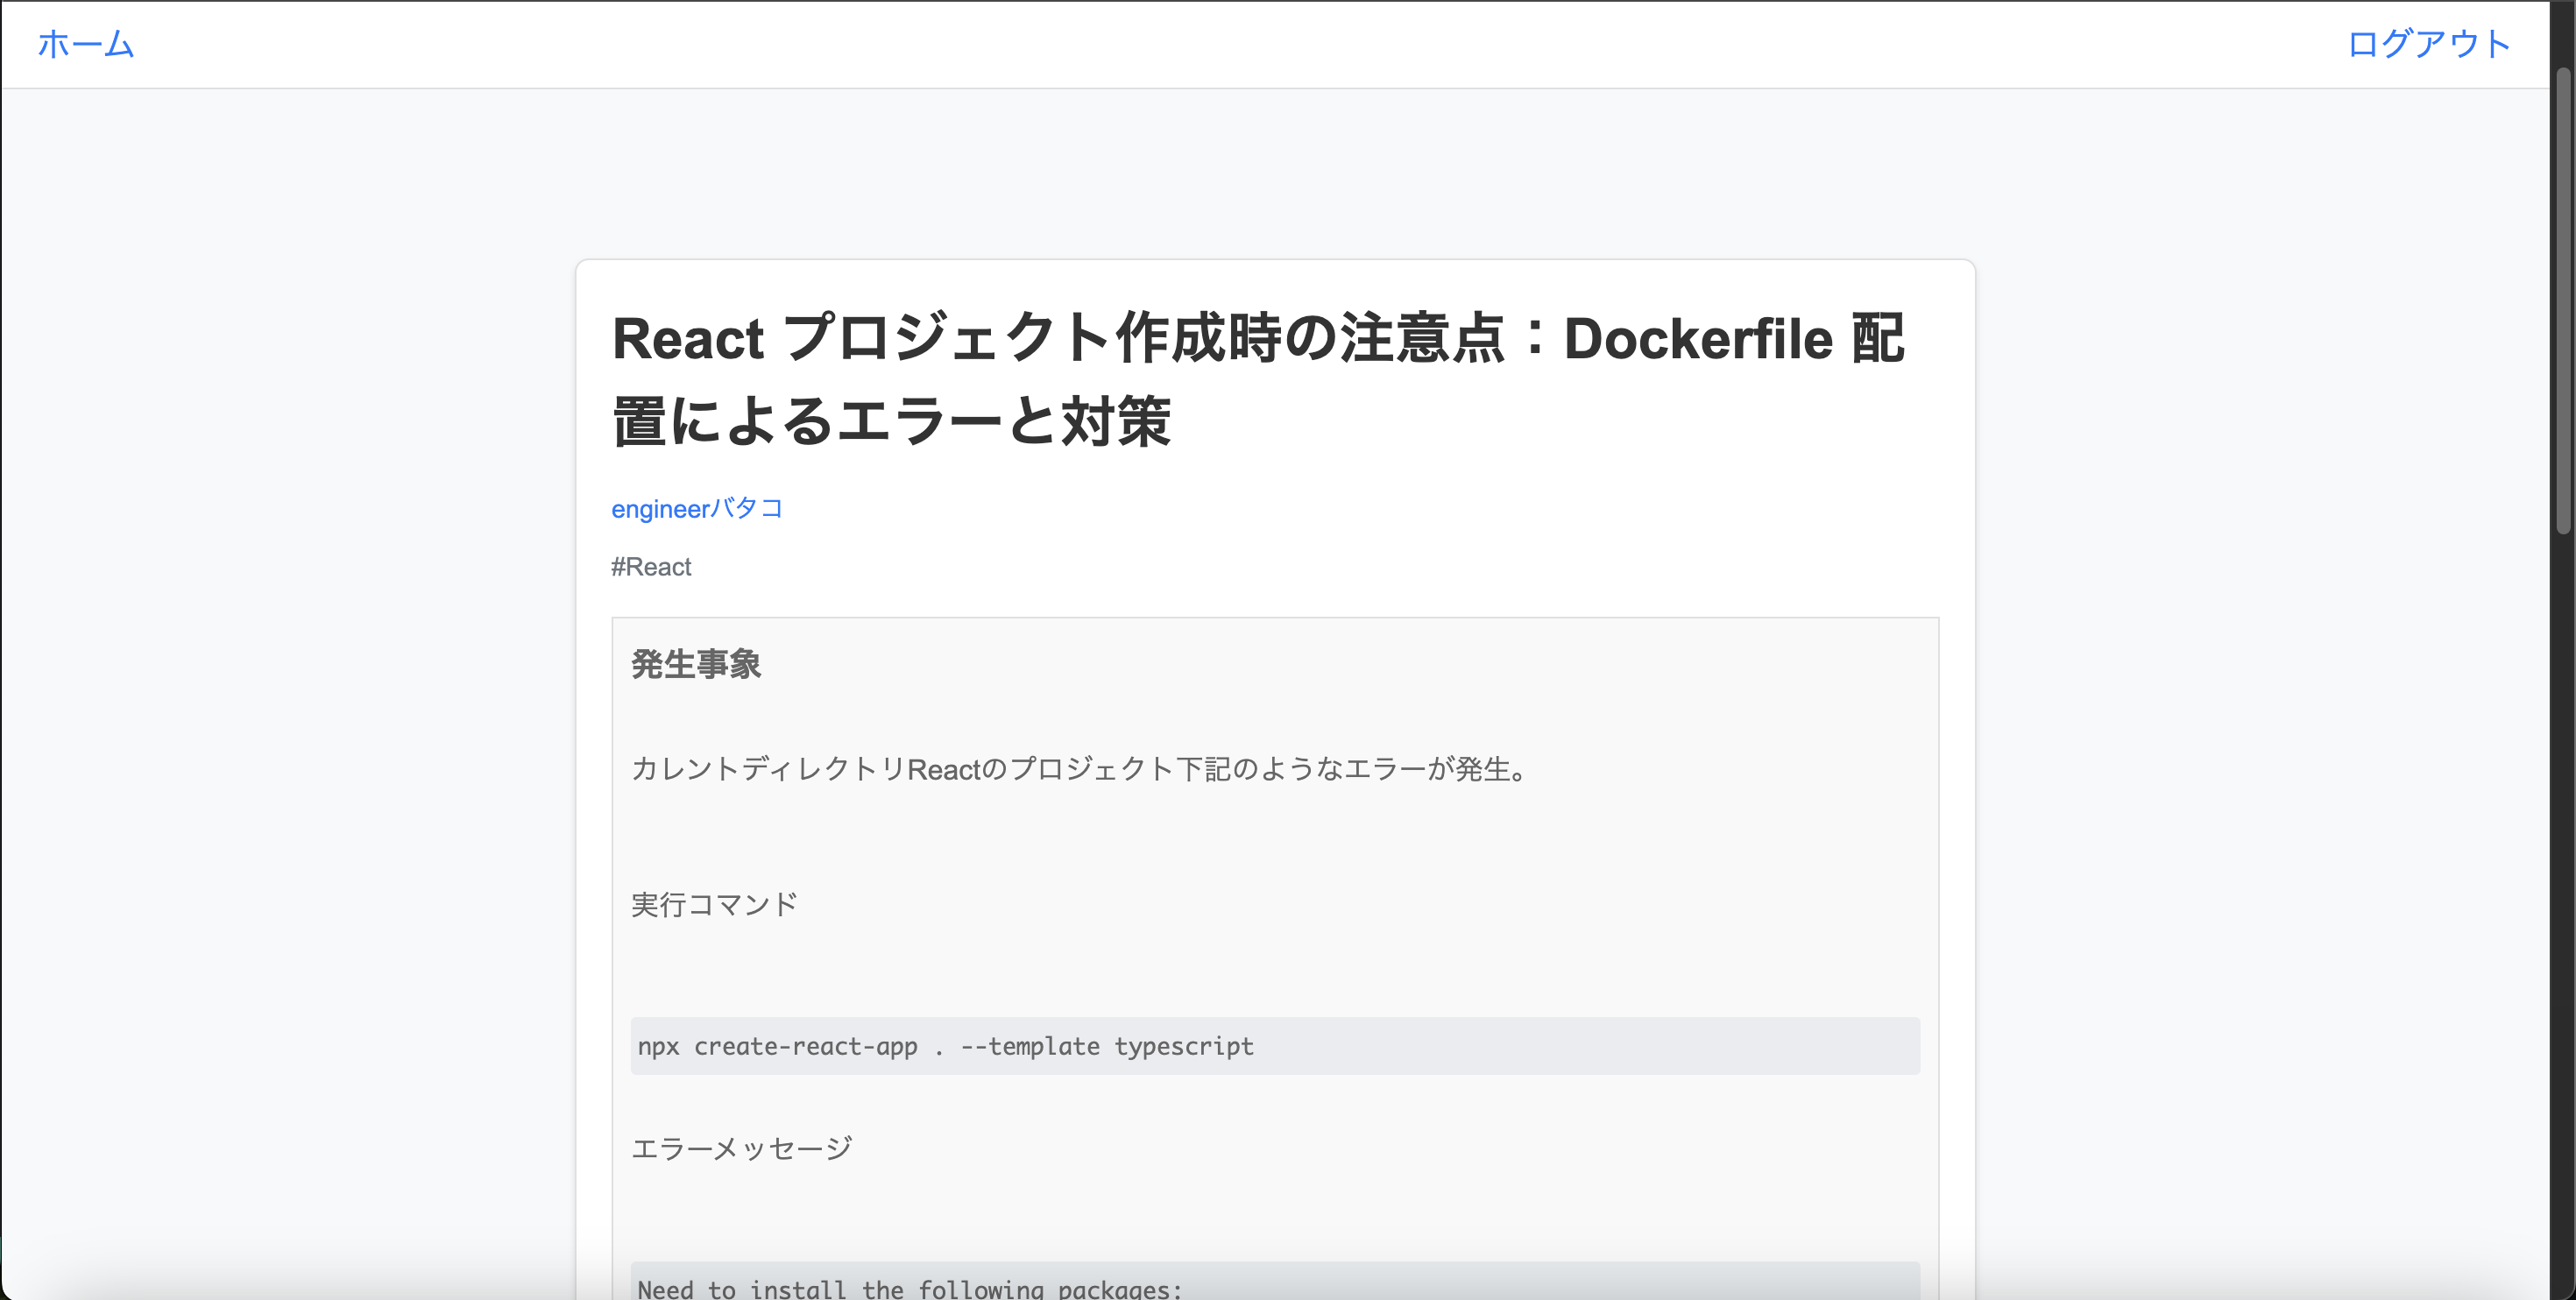 ホーム
ログアウト
React プロジェクト作成時の注意点：Dockerfile 配
置によるエラーと対策
engineerバタコ
#React
発生事象
カレントディレクトリReactのプロジェクト下記のようなエラーが発生。
実行コマンド
npx create-react-app . --template typescript
エラーメッセージ
Need to install the following packages: